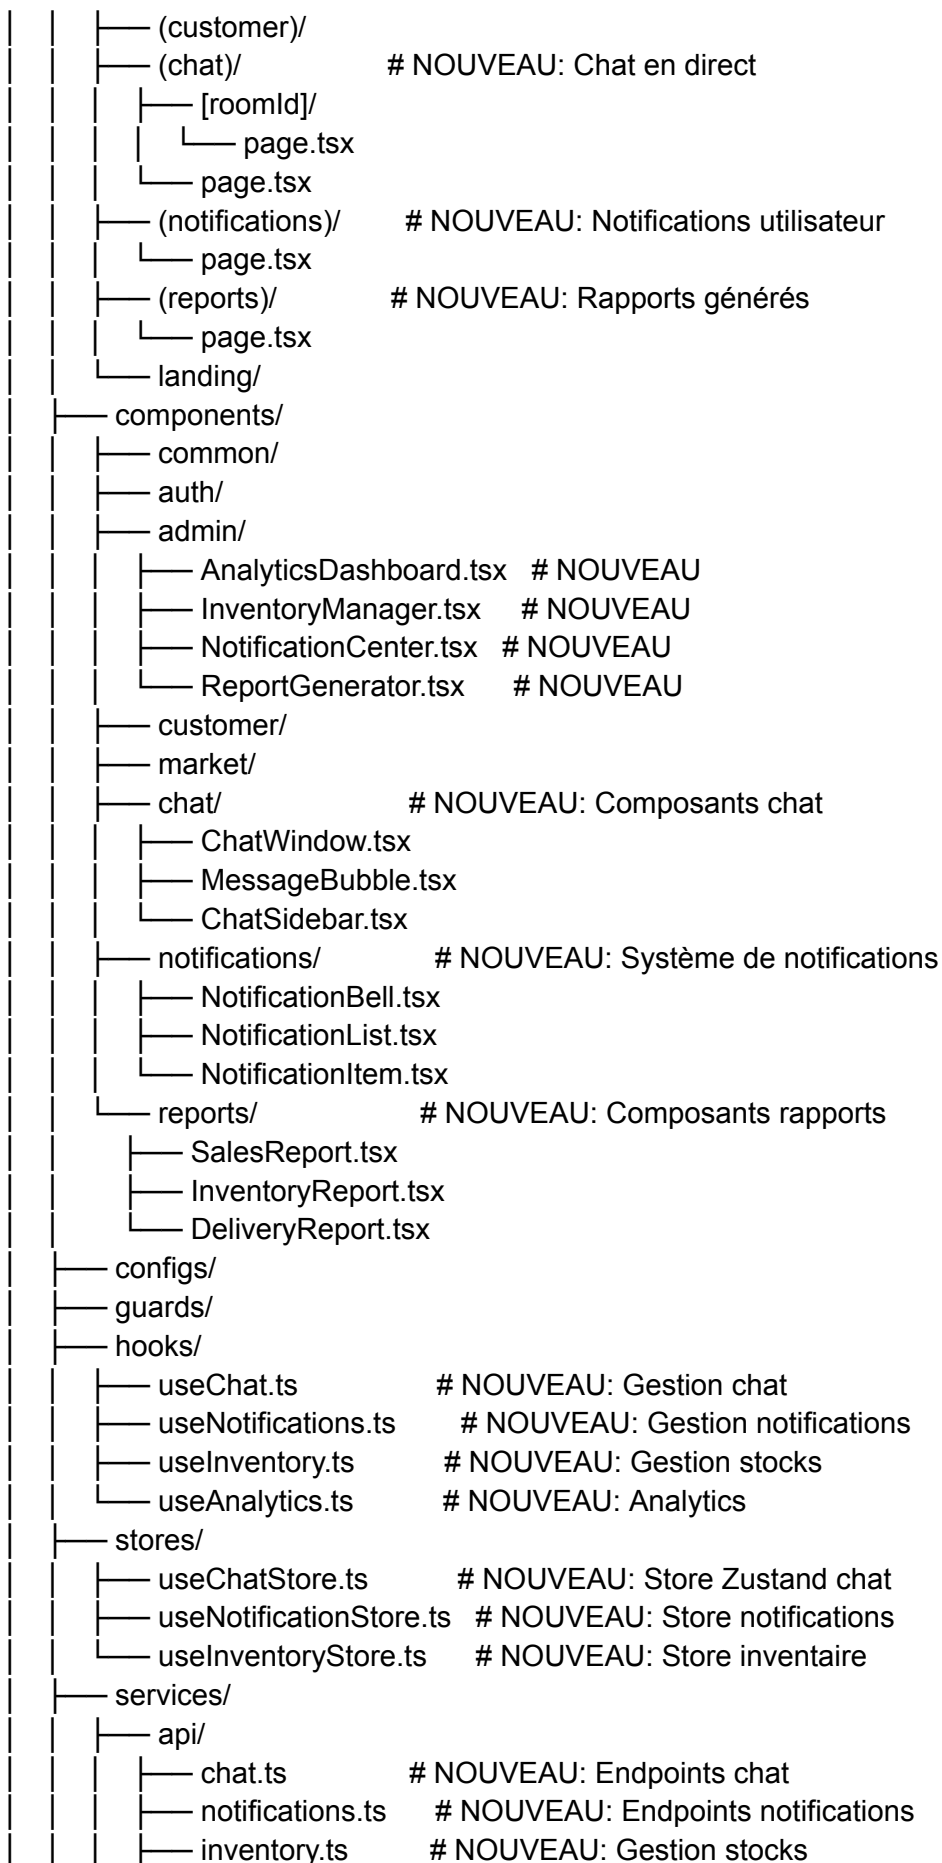 │ │ ├── (customer)/
│ │ ├── (chat)/ # NOUVEAU: Chat en direct
│ │ │ ├── [roomId]/
│ │ │ │ └── page.tsx
│ │ │ └── page.tsx
│ │ ├── (notifications)/ # NOUVEAU: Notifications utilisateur
│ │ │ └── page.tsx
│ │ ├── (reports)/ # NOUVEAU: Rapports générés
│ │ │ └── page.tsx
│ │ └── landing/
│ ├── components/
│ │ ├── common/
│ │ ├── auth/
│ │ ├── admin/
│ │ │ ├── AnalyticsDashboard.tsx # NOUVEAU
│ │ │ ├── InventoryManager.tsx # NOUVEAU
│ │ │ ├── NotificationCenter.tsx # NOUVEAU
│ │ │ └── ReportGenerator.tsx # NOUVEAU
│ │ ├── customer/
│ │ ├── market/
│ │ ├── chat/ # NOUVEAU: Composants chat
│ │ │ ├── ChatWindow.tsx
│ │ │ ├── MessageBubble.tsx
│ │ │ └── ChatSidebar.tsx
│ │ ├── notifications/ # NOUVEAU: Système de notifications
│ │ │ ├── NotificationBell.tsx
│ │ │ ├── NotificationList.tsx
│ │ │ └── NotificationItem.tsx
│ │ └── reports/ # NOUVEAU: Composants rapports
│ │ ├── SalesReport.tsx
│ │ ├── InventoryReport.tsx
│ │ └── DeliveryReport.tsx
│ ├── configs/
│ ├── guards/
│ ├── hooks/
│ │ ├── useChat.ts # NOUVEAU: Gestion chat
│ │ ├── useNotifications.ts # NOUVEAU: Gestion notifications
│ │ ├── useInventory.ts # NOUVEAU: Gestion stocks
│ │ └── useAnalytics.ts # NOUVEAU: Analytics
│ ├── stores/
│ │ ├── useChatStore.ts # NOUVEAU: Store Zustand chat
│ │ ├── useNotificationStore.ts # NOUVEAU: Store notifications
│ │ └── useInventoryStore.ts # NOUVEAU: Store inventaire
│ ├── services/
│ │ ├── api/
│ │ │ ├── chat.ts # NOUVEAU: Endpoints chat
│ │ │ ├── notifications.ts # NOUVEAU: Endpoints notifications
│ │ │ ├── inventory.ts # NOUVEAU: Gestion stocks